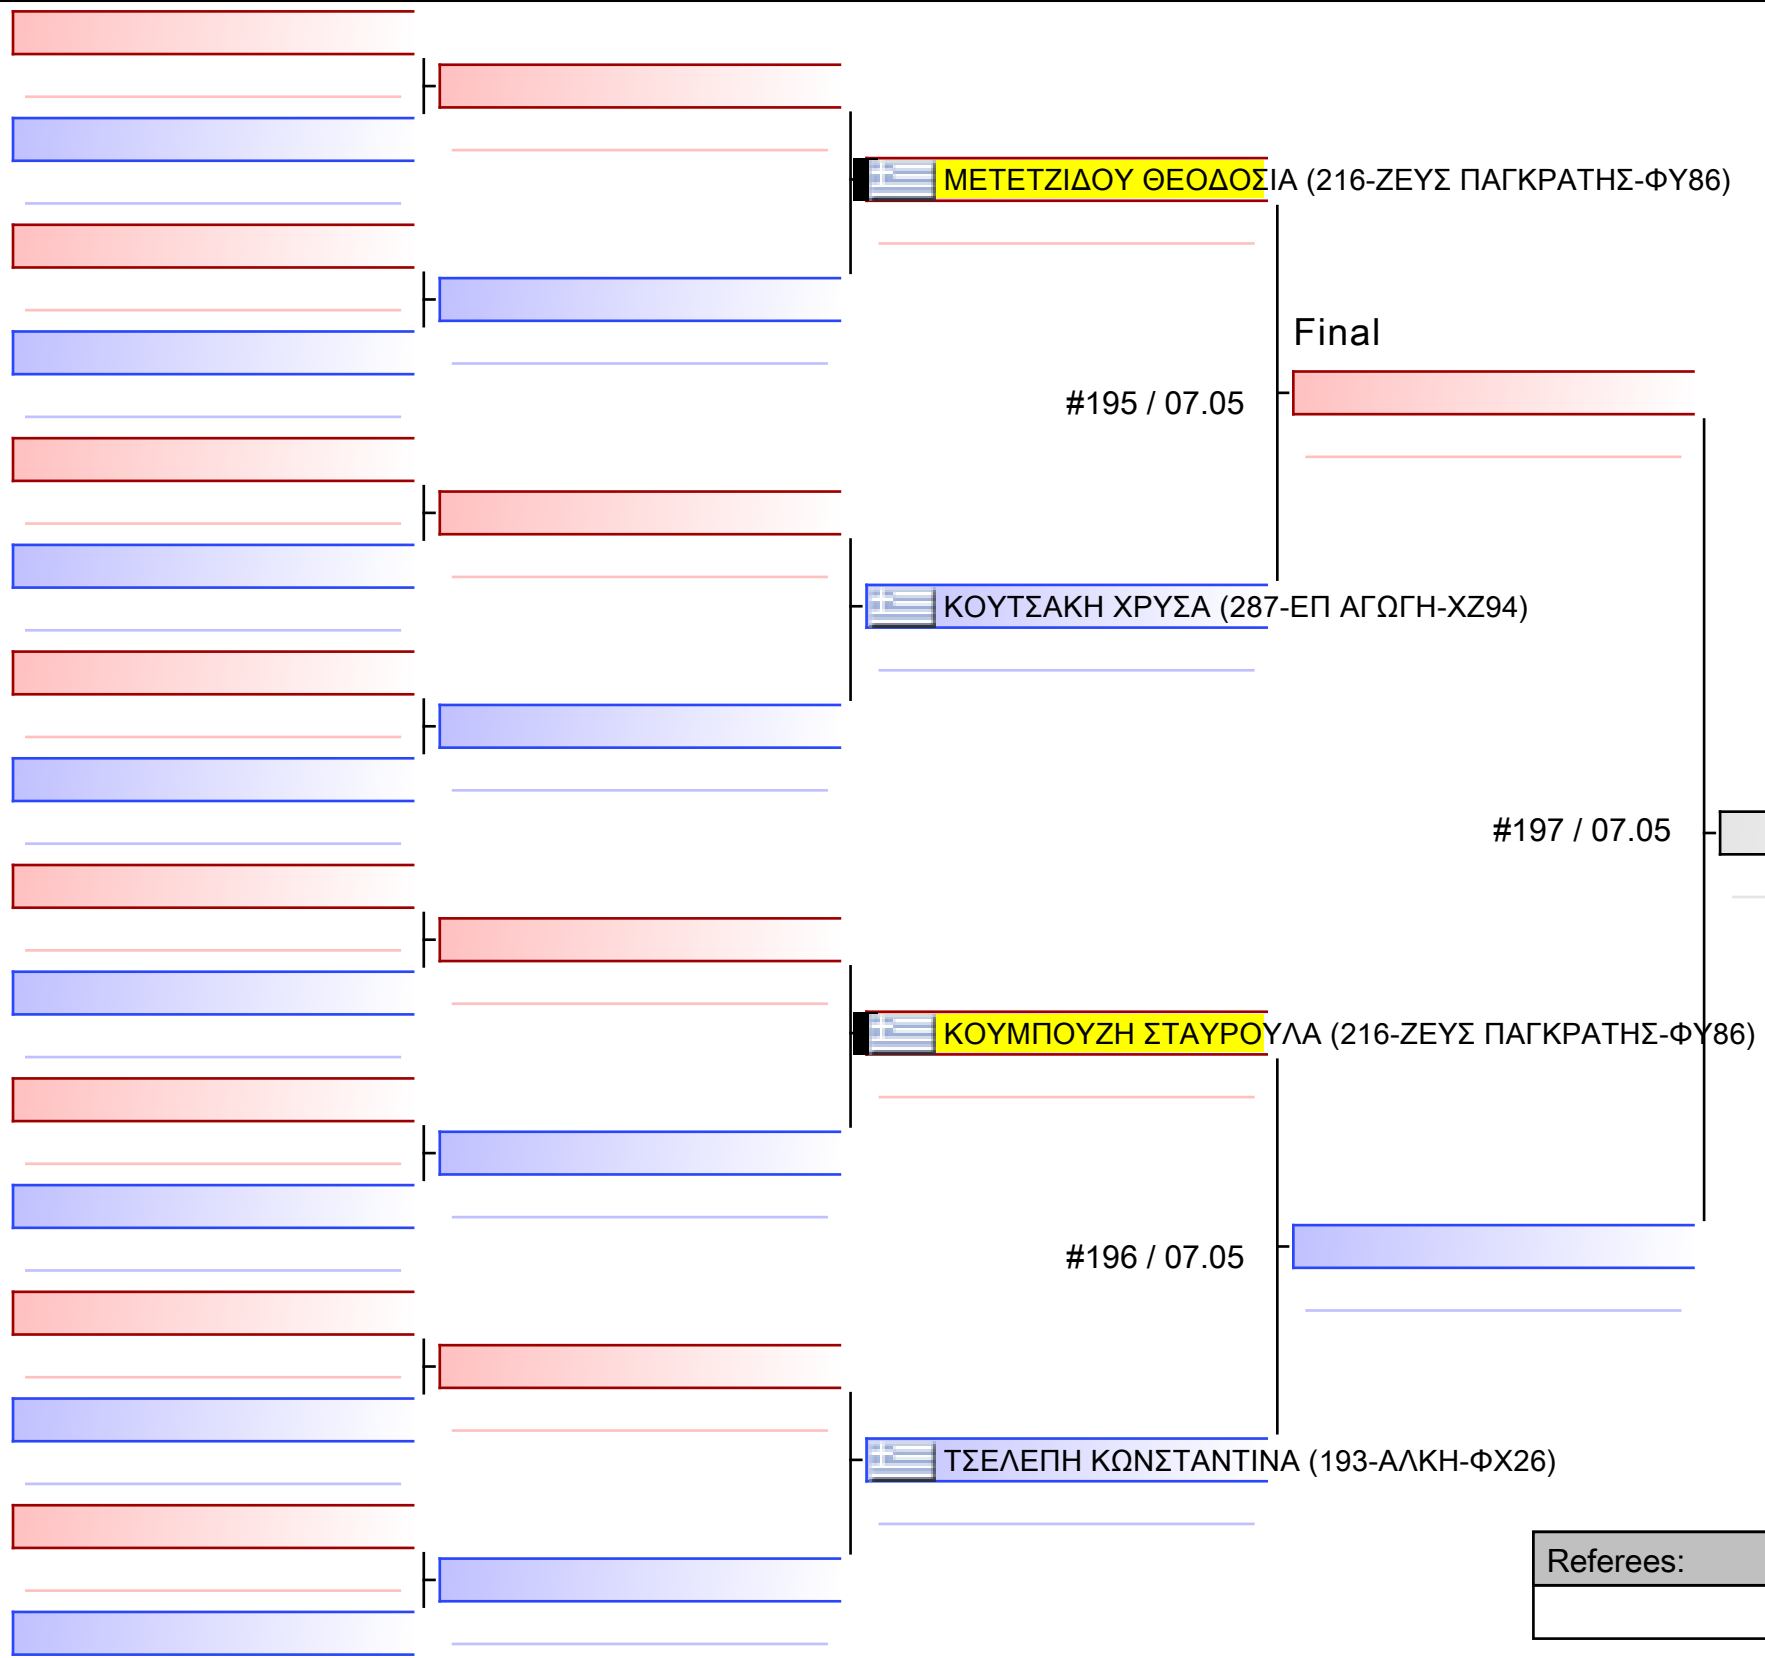 ΜΕΤΕΤΖΙΔΟΥ ΘΕΟΔΟΣΙΑ (216-ΖΕΥΣ ΠΑΓΚΡΑΤΗΣ-ΦΥ86)
Final
#195 / 07.05
ΚΟΥΤΣΑΚΗ ΧΡΥΣΑ (287-ΕΠ ΑΓΩΓΗ-ΧΖ94)
#197 / 07.05
ΚΟΥΜΠΟΥΖΗ ΣΤΑΥΡΟΥΛΑ (216-ΖΕΥΣ ΠΑΓΚΡΑΤΗΣ-ΦΥ86)
#196 / 07.05
ΤΣΕΛΕΠΗ ΚΩΝΣΤΑΝΤΙΝΑ (193-ΑΛΚΗ-ΦΧ26)
Referees: